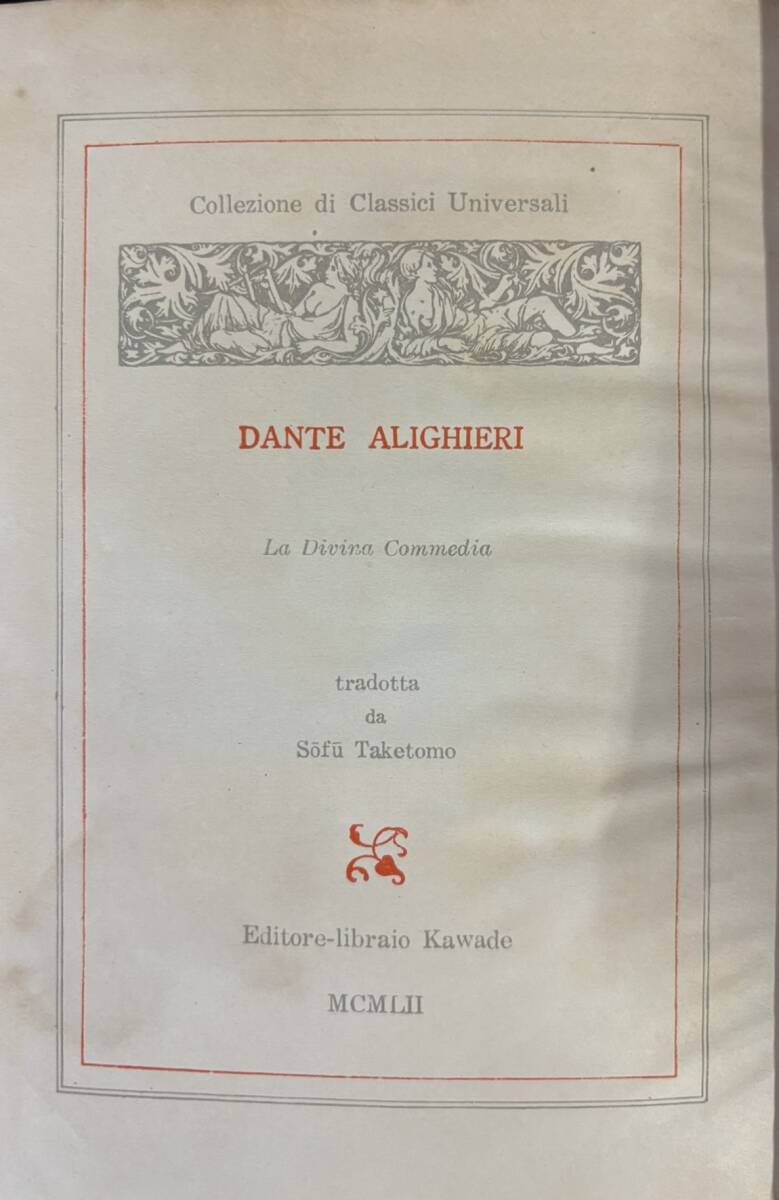 Collezione di Classici Universali
DANTE ALIGHIERI
La Divina Commedia
tradotta
da
Sōfū Taketomo
Editore-libraio Kawade
MCMLII